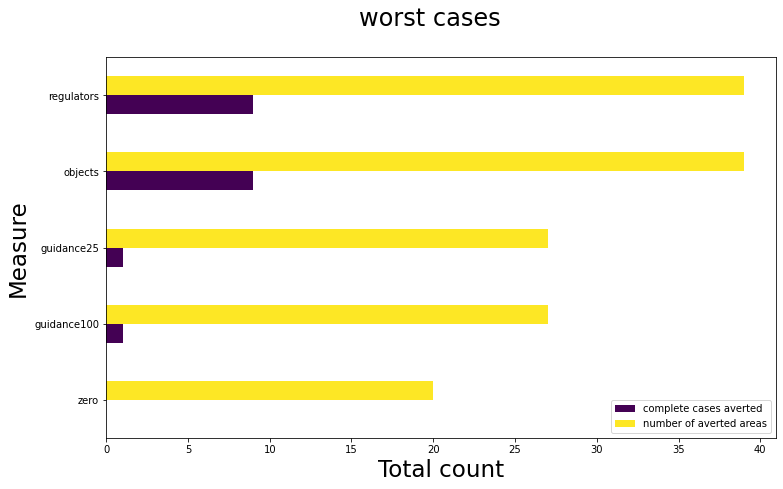 worst cases
Measure
regulators
objects
guidance25
guidance100
zero
complete cases averted
number of averted areas
0 5 10 15 20 25 30 35 40
Total count